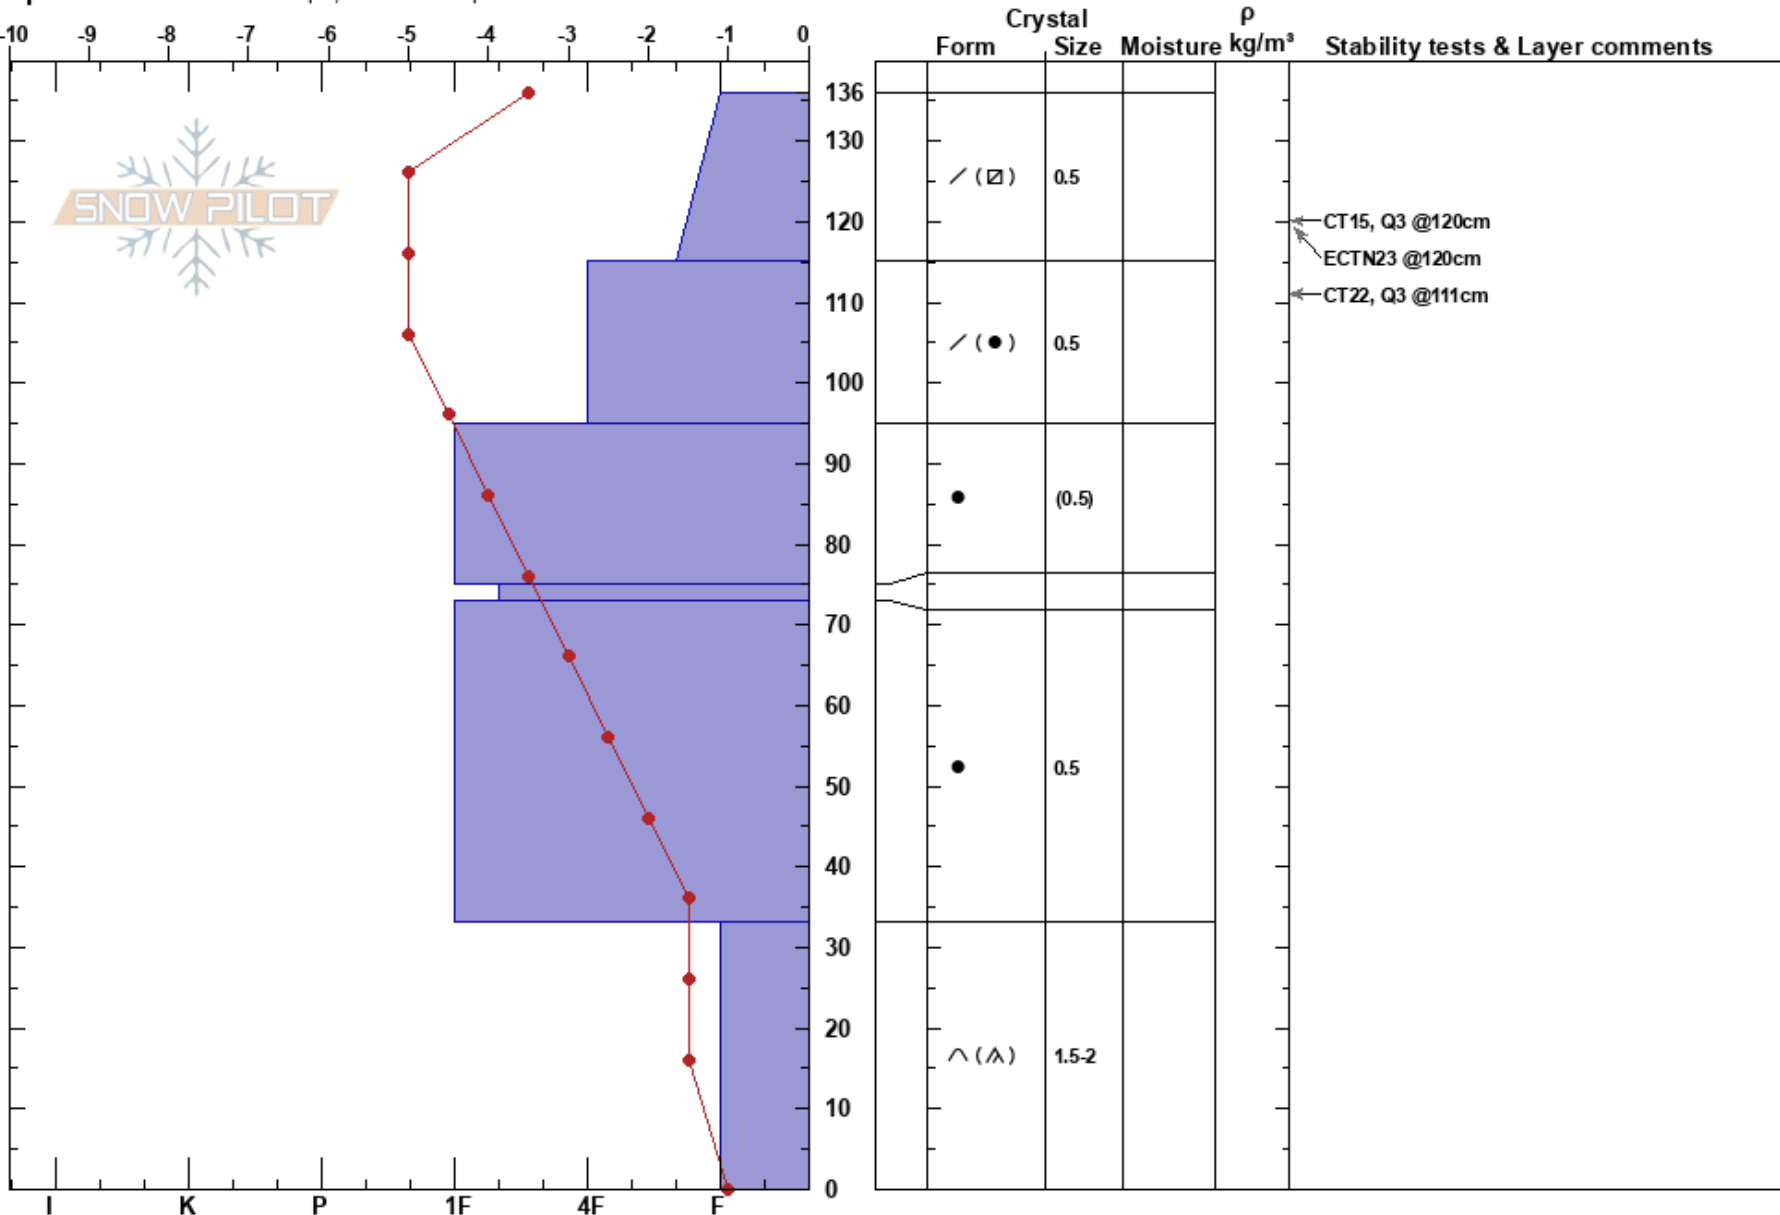 Crystal ρ
Form Size Moisture kg/m³ Stability tests & Layer comments
-10 -9 -8 -7 -6 -5 -4 -3 -2 -1 0
136
130
SNOW PILOT
/ (⧄) 0.5
120
CT15, Q3 @120cm
ECTN23 @120cm
110
CT22, Q3 @111cm
/ (●) 0.5
100
90
● (0.5)
80
70
60
● 0.5
50
40
30
20
1.5-2
10
0
I K P 1F 4F F